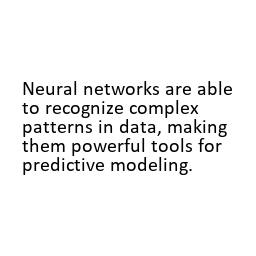 Neural networks are able
to recognize complex
patterns in data, making
them powerful tools for
predictive modeling.